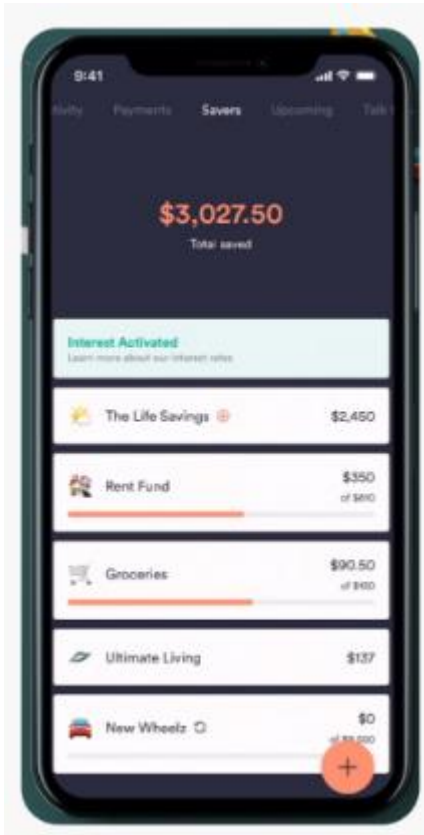 9:41
Payments Savers Upcoming Talk
$3,027.50
Total saved
Interest Activated
Learn more about our interest rates
The Life Savings $2,450
Rent Fund $350
of $610
Groceries $90.50
of
Ultimate Living $137
New Wheelz $0
of